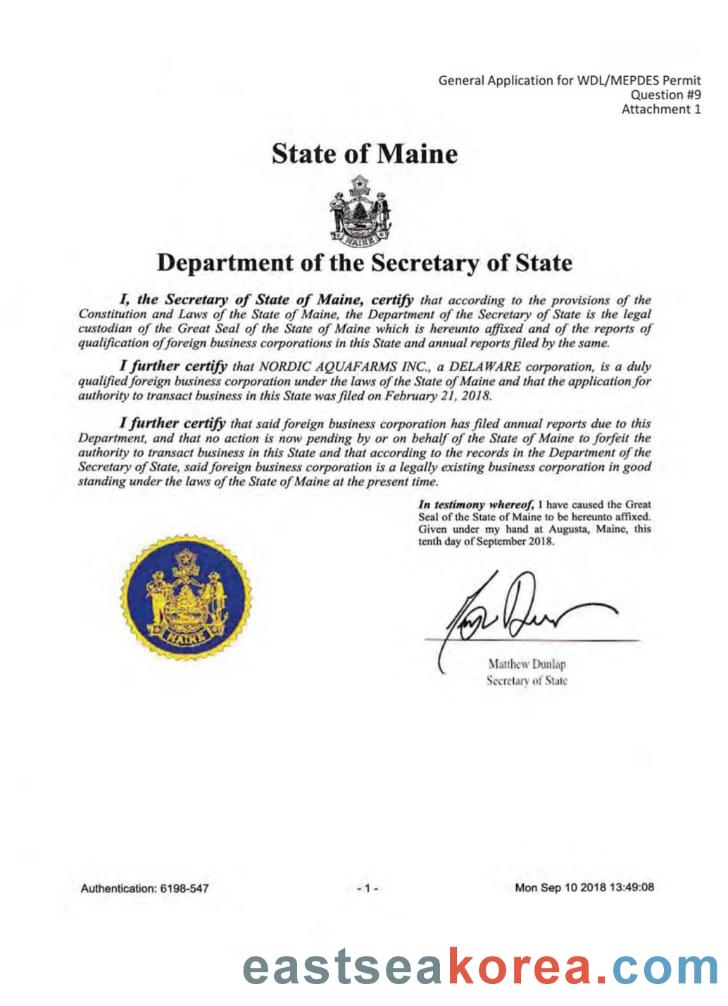 General Application for WDL/MEPDES Permit
Question #9
Attachment 1
State of Maine
MAINE
Department of the Secretary of State
I, the Secretary of State of Maine, certify that according to the provisions of the
Constitution and Laws of the State of Maine, the Department of the Secretary of State is the legal
custodian of the Great Seal of the State of Maine which is hereunto affixed and of the reports of
qualification of foreign business corporations in this State and annual reports filed by the same.
I further certify that NORDIC AQUAFARMS INC., a DELAWARE corporation, is a duly
qualified foreign business corporation under the laws of the State of Maine and that the application for
authority to transact business in this State was filed on February 21, 2018.
I further certify that said foreign business corporation has filed annual reports due to this
Department, and that no action is now pending by or on behalf of the State of Maine to forfeit the
authority to transact business in this State and that according to the records in the Department of the
Secretary of State, said foreign business corporation is a legally existing business corporation in good
standing under the laws of the State of Maine at the present time.
In testimony whereof, I have caused the Great
Seal of the State of Maine to be hereunto affixed.
Given under my hand at Augusta, Maine, this
tenth day of September 2018.
MAINE
Matthew Dunlap
Secretary of State
Authentication: 6198-547
- 1 -
Mon Sep 10 2018 13:49:08
eastseakorea.com